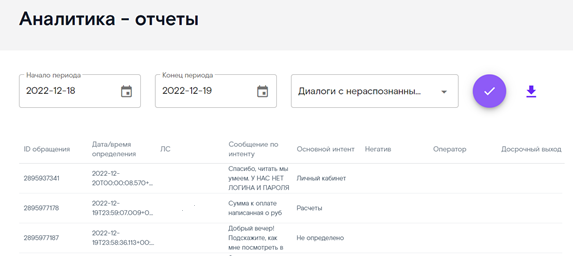 Аналитика - отчеты
Начало периода
2022-12-18
Конец периода
2022-12-19
Диалоги с нераспознанны...
ID обращения
Дата/время
определения
ЛС
Сообщение по
интенту
Основной интент
Негатив
Оператор
Досрочный выход
2895937341
2022-12-
20T00:00:08.570+...
Спасибо, читать мы
умеем. У НАС НЕТ
ЛОГИНА И ПАРОЛЯ
Личный кабинет
2895977178
2022-12-
19T23:59:07.009+0...
Сумма к оплате
написанная о руб
Расчеты
2895977187
2022-12-
19T23:58:36.113+00:...
Добрый вечер!
Подскажите, как
мне посмотреть в
Не определено